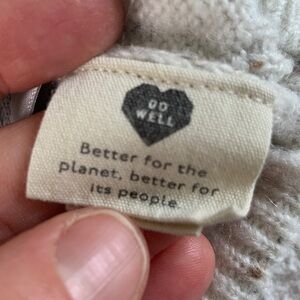 DO
WELL
Better for the
planet, better for
its people.